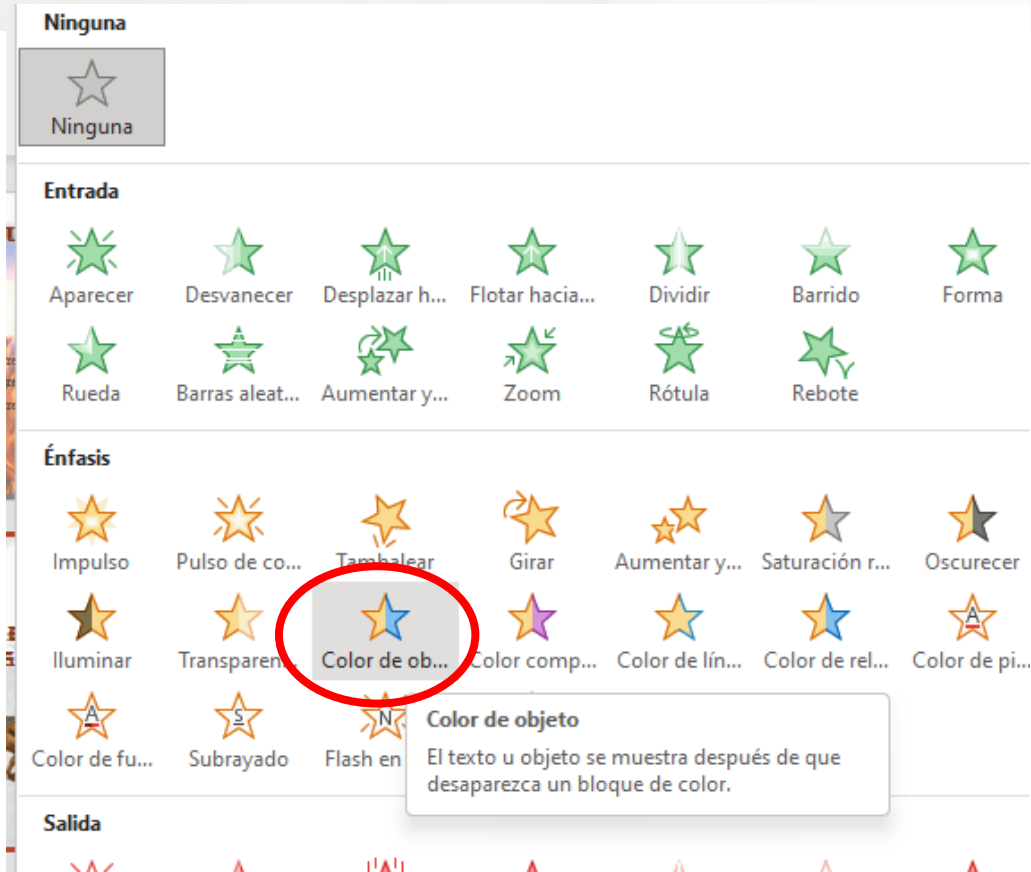 Ninguna
Ninguna
Entrada
Aparecer Desvanecer Desplazar h... Flotar hacia... Dividir Barrido Forma
Rueda Barras aleat... Aumentar y... Zoom Rótula Rebote
Énfasis
Impulso Pulso de co... Tambalear Girar Aumentar y... Saturación r... Oscurecer
Iluminar Transparen... Color de ob... Color comp... Color de lín... Color de rel... Color de pi...
Color de fu... Subrayado Flash en
Color de objeto
El texto u objeto se muestra después de que
desaparezca un bloque de color.
Salida